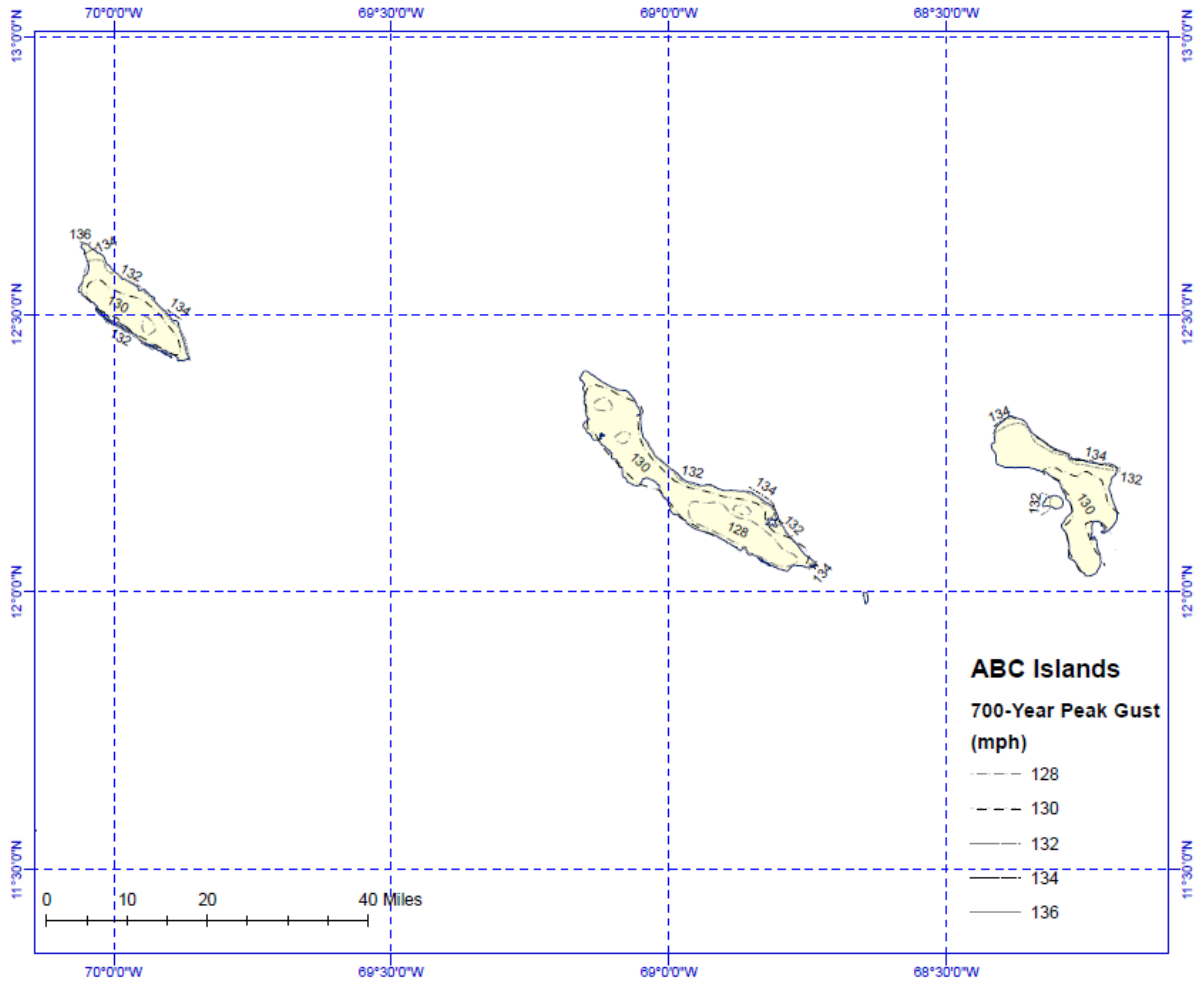 70°0'0"W 69°30'0"W 69°0'0"W 68°30'0"W
13°0'0"N 13°0'0"N
136
134
132
134
130
132
12°30'0"N 12°30'0"N
130
132
134
132
128
134
134
134
132
132
130
12°0'0"N 12°0'0"N
ABC Islands
700-Year Peak Gust
(mph)
128
130
132
134
136
11°30'0"N 11°30'0"N
0 10 20 40 Miles
70°0'0"W 69°30'0"W 69°0'0"W 68°30'0"W